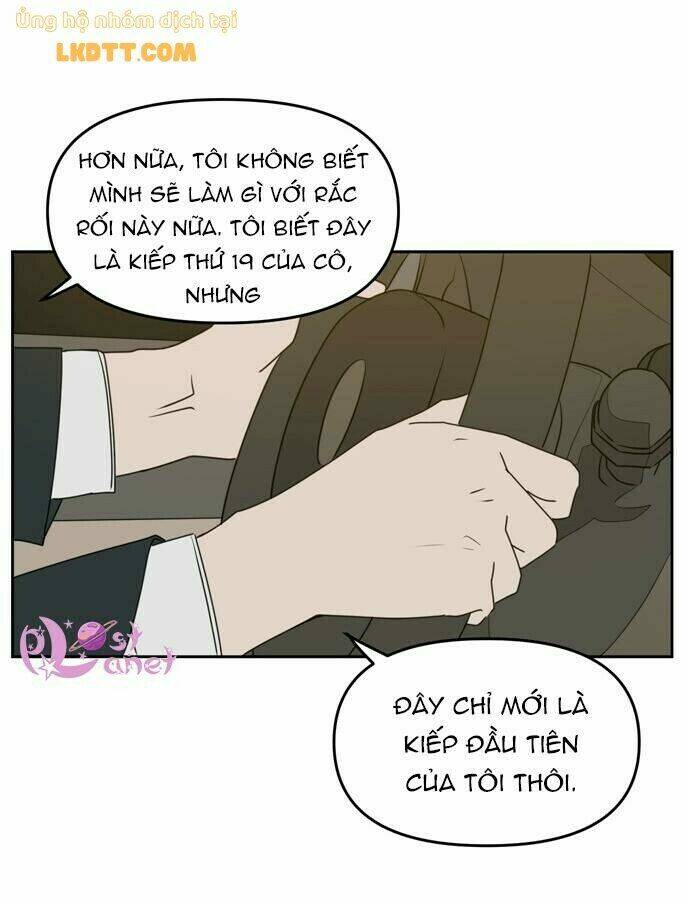 Ủng hộ nhóm dịch tại
LKDTT.COM
HƠN NỮA, TÔI KHÔNG BIẾT
MÌNH SẼ LÀM GÌ VỚI RẮC
RỐI NÀY NỮA. TÔI BIẾT ĐÂY
LÀ KIẾP THỨ 19 CỦA CÔ,
NHƯNG
Lost
Planet
ĐÂY CHỈ MỚI LÀ
KIẾP ĐẦU TIÊN
CỦA TÔI THÔI.